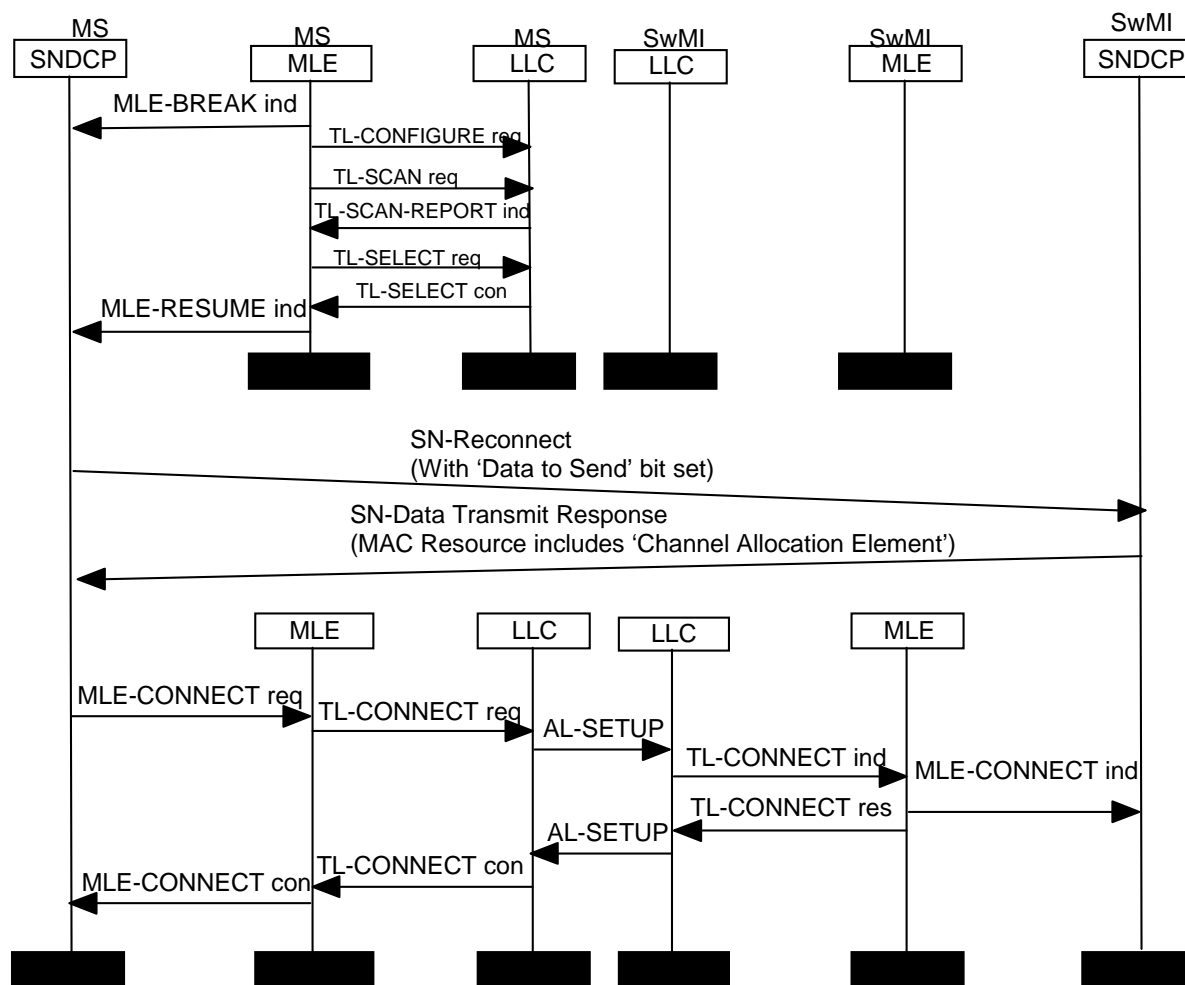 MS
SNDCP
MS
MLE
MS
LLC
SwMI
LLC
SwMI
MLE
SwMI
SNDCP
MLE-BREAK ind
TL-CONFIGURE req
TL-SCAN req
TL-SCAN-REPORT ind
TL-SELECT req
TL-SELECT con
MLE-RESUME ind
SN-Reconnect
(With ‘Data to Send’ bit set)
SN-Data Transmit Response
(MAC Resource includes ‘Channel Allocation Element’)
MLE
LLC
LLC
MLE
MLE-CONNECT req
TL-CONNECT req
AL-SETUP
TL-CONNECT ind
MLE-CONNECT ind
TL-CONNECT res
AL-SETUP
TL-CONNECT con
MLE-CONNECT con